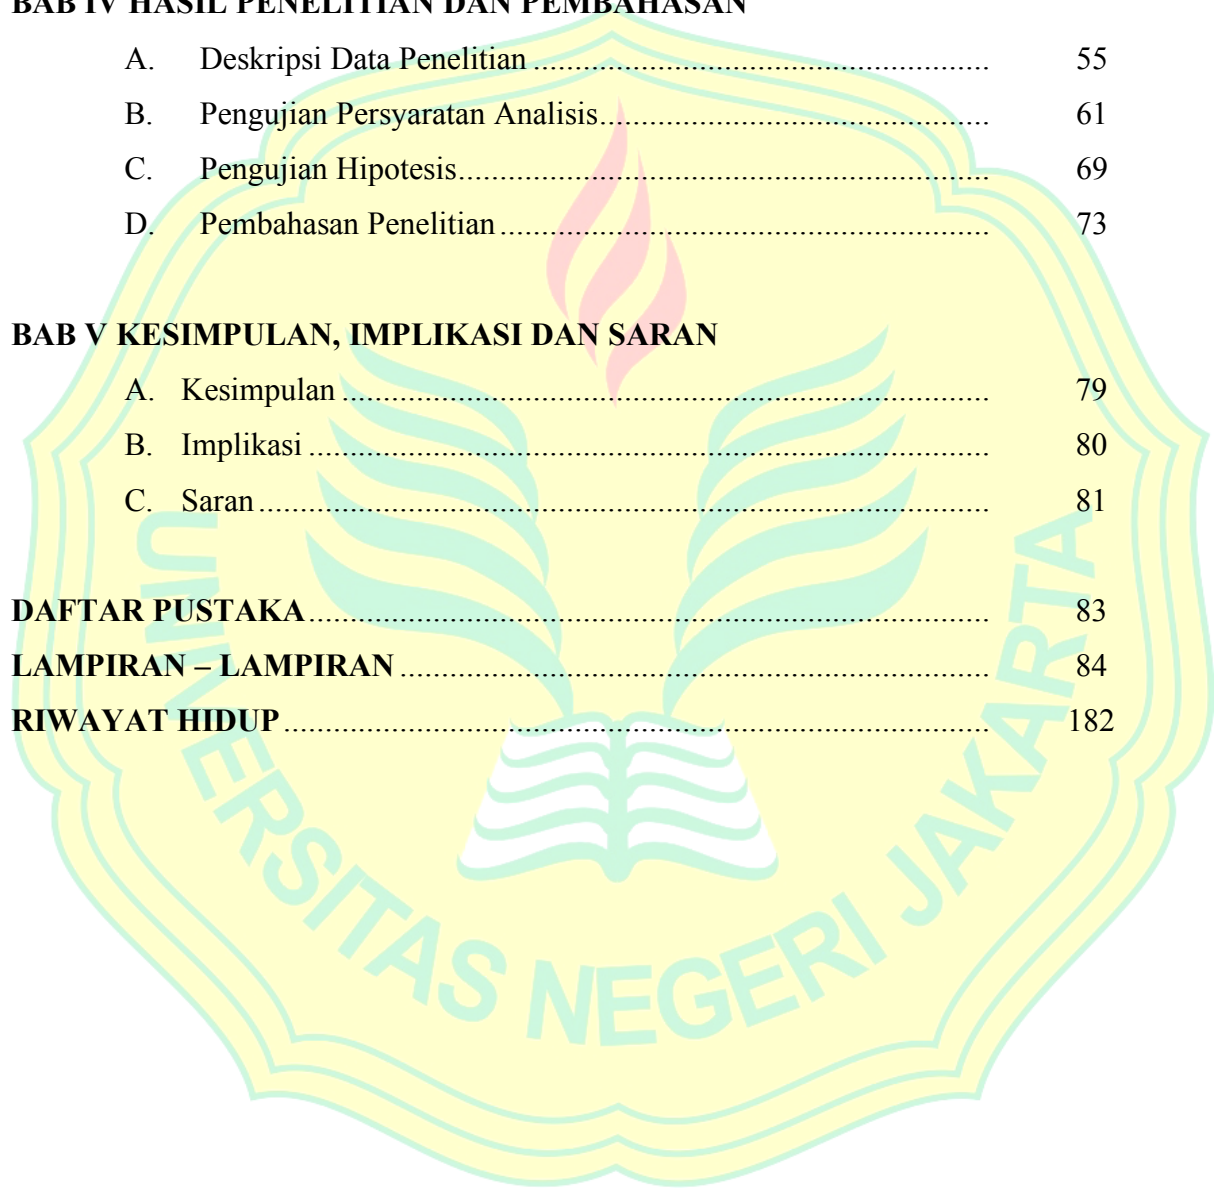 BAB IV HASIL PENELITIAN DAN PEMBAHASAN
A. Deskripsi Data Penelitian ........................................................ 55
B. Pengujian Persyaratan Analisis ................................................ 61
C. Pengujian Hipotesis ................................................................. 69
D. Pembahasan Penelitian ............................................................ 73
BAB V KESIMPULAN, IMPLIKASI DAN SARAN
A. Kesimpulan ................................................................................ 79
B. Implikasi .................................................................................... 80
C. Saran .......................................................................................... 81
DAFTAR PUSTAKA .................................................................................... 83
LAMPIRAN – LAMPIRAN ......................................................................... 84
RIWAYAT HIDUP ....................................................................................... 182
UNIVERSITAS NEGERI JAKARTA